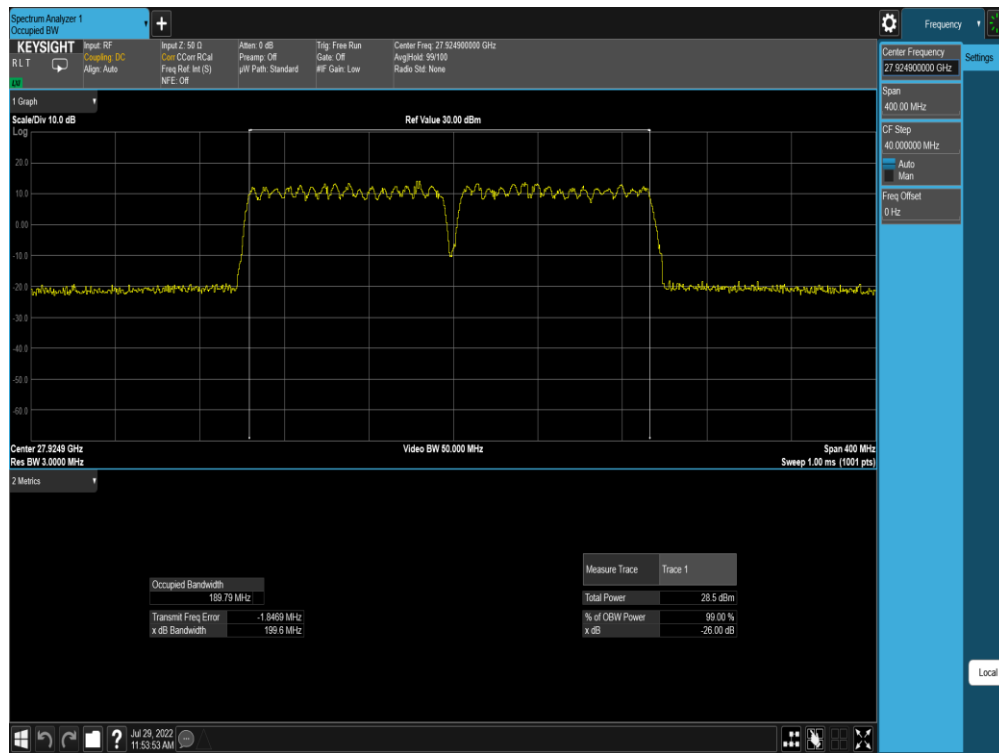 Spectrum Analyzer 1
Occupied BW
+
Frequency
KEYSIGHT
R L T
LXI
Input: RF
Coupling: DC
Align: Auto
Input Z: 50 Ω
Corr CCorr RCal
Freq Ref: Int (S)
NFE: Off
Atten: 0 dB
Preamp: Off
µW Path: Standard
Trig: Free Run
Gate: Off
#IF Gain: Low
Center Freq: 27.924900000 GHz
Avg|Hold: 99/100
Radio Std: None
Center Frequency
27.924900000 GHz
Settings
Span
400.00 MHz
CF Step
40.000000 MHz
Auto
Man
Freq Offset
0 Hz
1 Graph
Scale/Div 10.0 dB
Ref Value 30.00 dBm
Log
20.0
10.0
0.00
-10.0
-20.0
-30.0
-40.0
-50.0
-60.0
Center 27.9249 GHz
Video BW 50.000 MHz
Span 400 MHz
Res BW 3.0000 MHz
Sweep 1.00 ms (1001 pts)
2 Metrics
Occupied Bandwidth
189.79 MHz
Transmit Freq Error -1.8469 MHz
x dB Bandwidth 199.6 MHz
Measure Trace Trace 1
Total Power 28.5 dBm
% of OBW Power 99.00 %
x dB -26.00 dB
Local
?
Jul 29, 2022
11:53:53 AM